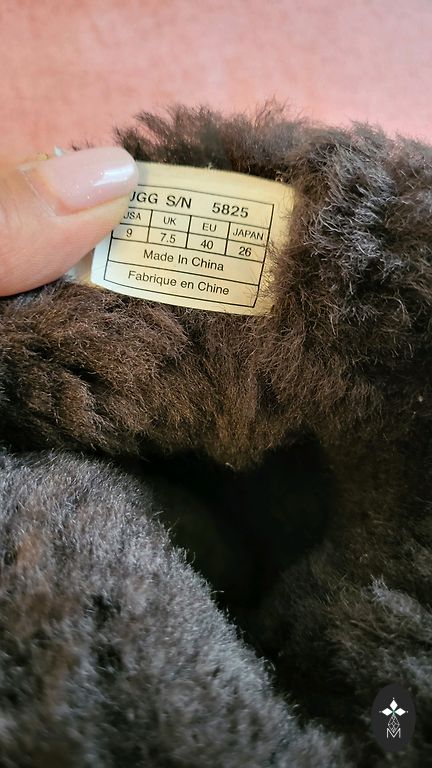 UGG S/N 5825
USA UK EU JAPAN
9 7.5 40 26
Made In China
Fabrique en Chine
M